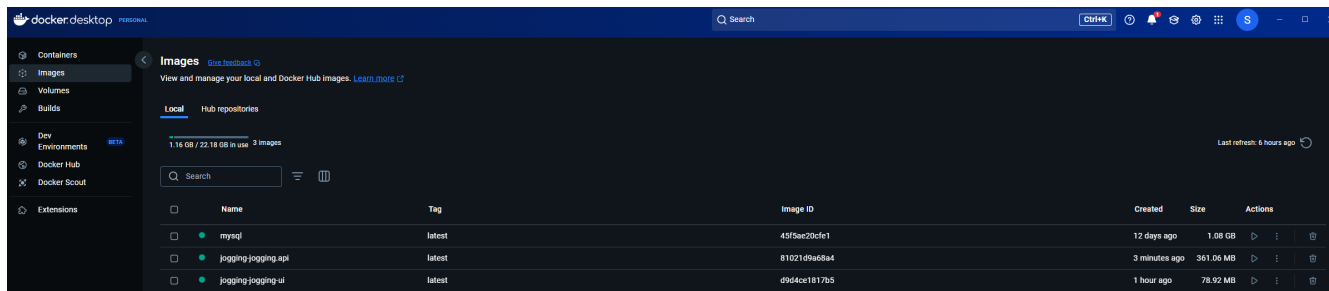 docker.desktop PERSONAL Search Ctrl+K S
Containers
Images
Volumes
Builds
Dev Environments BETA
Docker Hub
Docker Scout
Extensions
Images Give feedback
View and manage your local and Docker Hub images. Learn more
Local Hub repositories
1.16 GB / 22.18 GB in use 3 images
Last refresh: 6 hours ago
Search
Name Tag Image ID Created Size Actions
mysql latest 45f5ae20cfe1 12 days ago 1.08 GB
jogging-jogging.api latest 81021d9a68a4 3 minutes ago 361.06 MB
jogging-jogging-ui latest d9d4ce1817b5 1 hour ago 78.92 MB